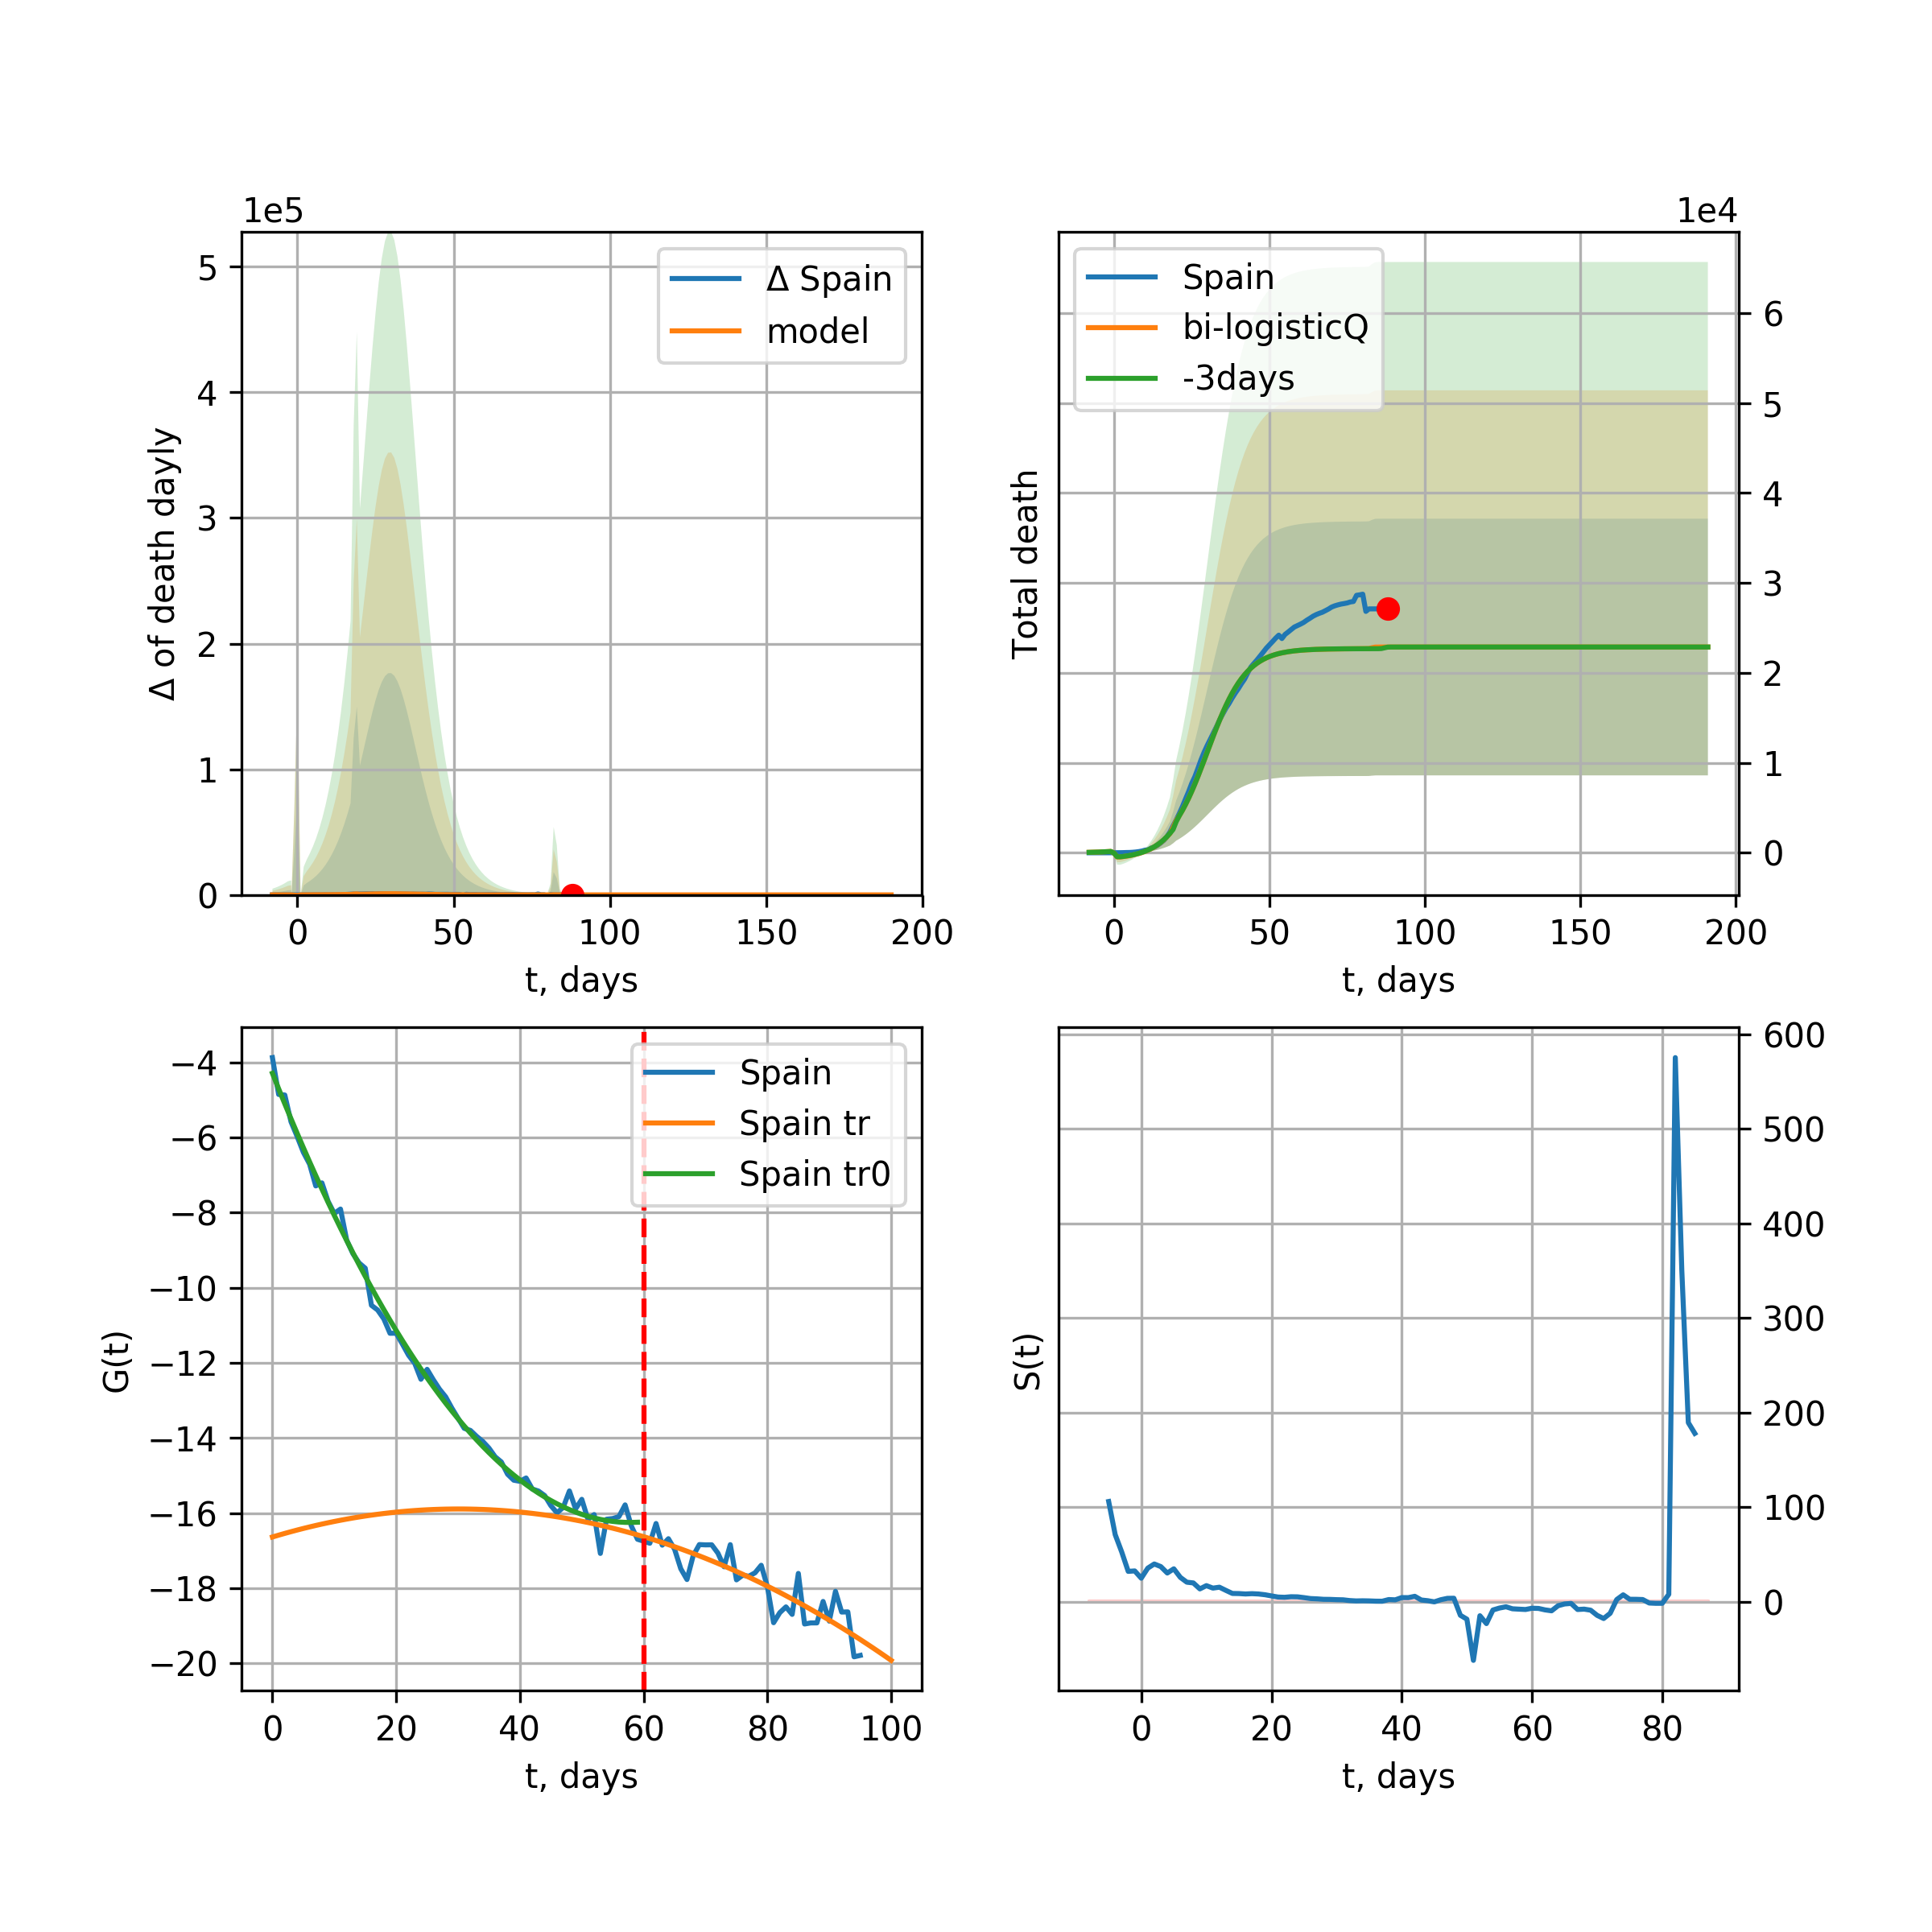 1e5
5
4
3
2
1
0
Δ of death dayly
Δ Spain
model
0 50 100 150 200
t, days
1e4
6
5
4
3
2
1
0
Total death
Spain
bi-logisticQ
-3days
0 50 100 150 200
t, days
−4
−6
−8
−10
−12
−14
−16
−18
−20
G(t)
Spain
Spain tr
Spain tr0
0 20 40 60 80 100
t, days
600
500
400
300
200
100
0
S(t)
0 20 40 60 80
t, days